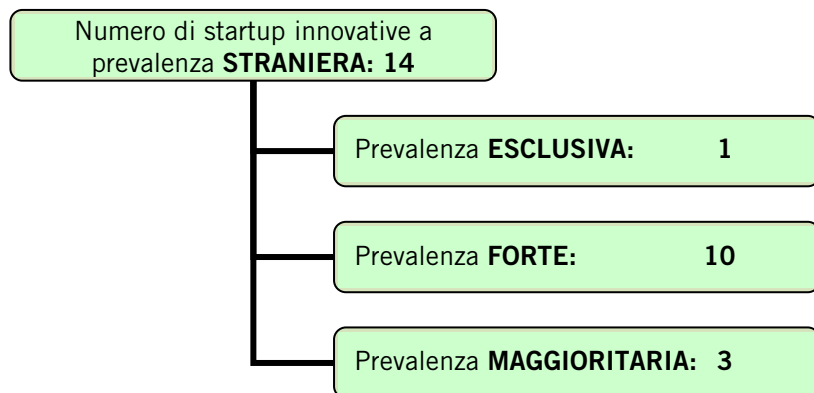 Numero di startup innovative a
prevalenza STRANIERA: 14
Prevalenza ESCLUSIVA: 1
Prevalenza FORTE: 10
Prevalenza MAGGIORITARIA: 3